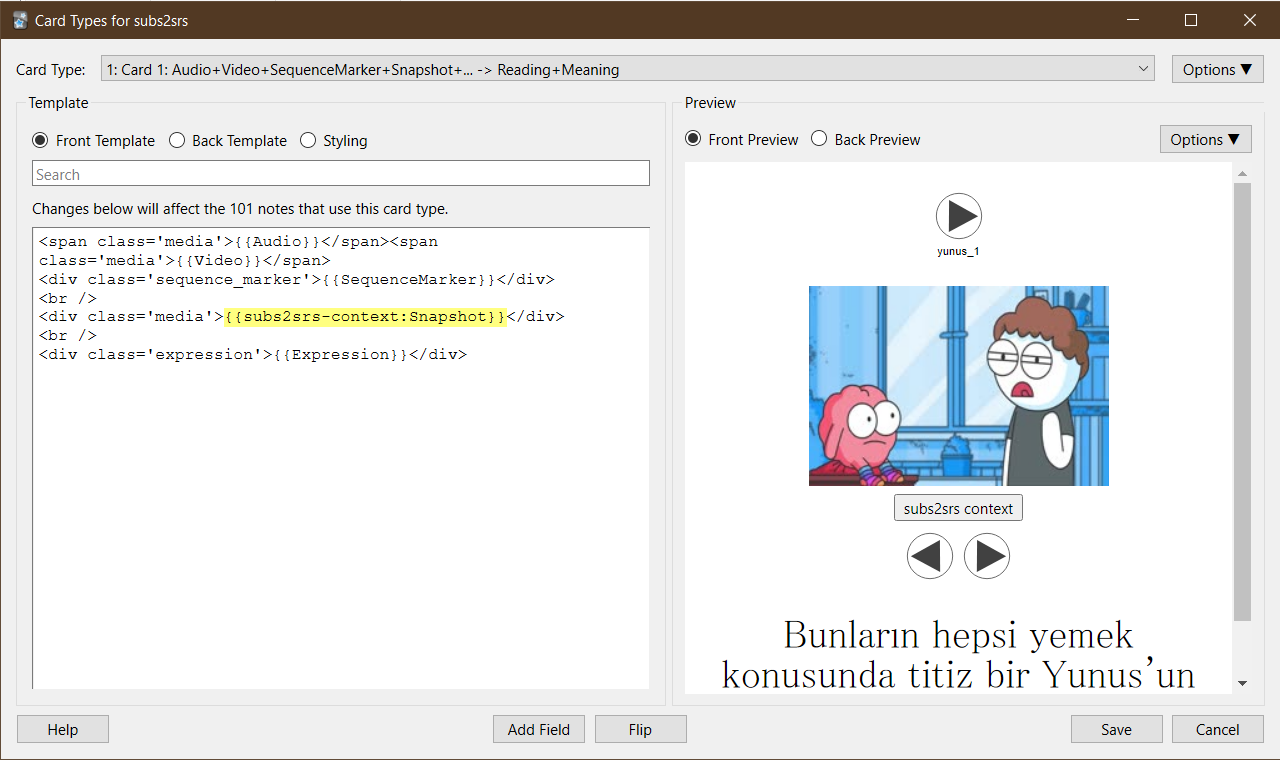 Card Types for subs2srs
Card Type: 1: Card 1: Audio+Video+SequenceMarker+Snapshot+... -> Reading+Meaning Options ▼
Template
Front Template Back Template Styling
Search
Changes below will affect the 101 notes that use this card type.
<span class='media'>{{Audio}}</span><span
class='media'>{{Video}}</span>
<div class='sequence_marker'>{{SequenceMarker}}</div>
<br />
<div class='media'>{{subs2srs-context:Snapshot}}</div>
<br />
<div class='expression'>{{Expression}}</div>
Preview
Front Preview Back Preview Options ▼
yunus_1
subs2srs context
Bunların hepsi yemek
konusunda titiz bir Yunus’un
Help Add Field Flip Save Cancel